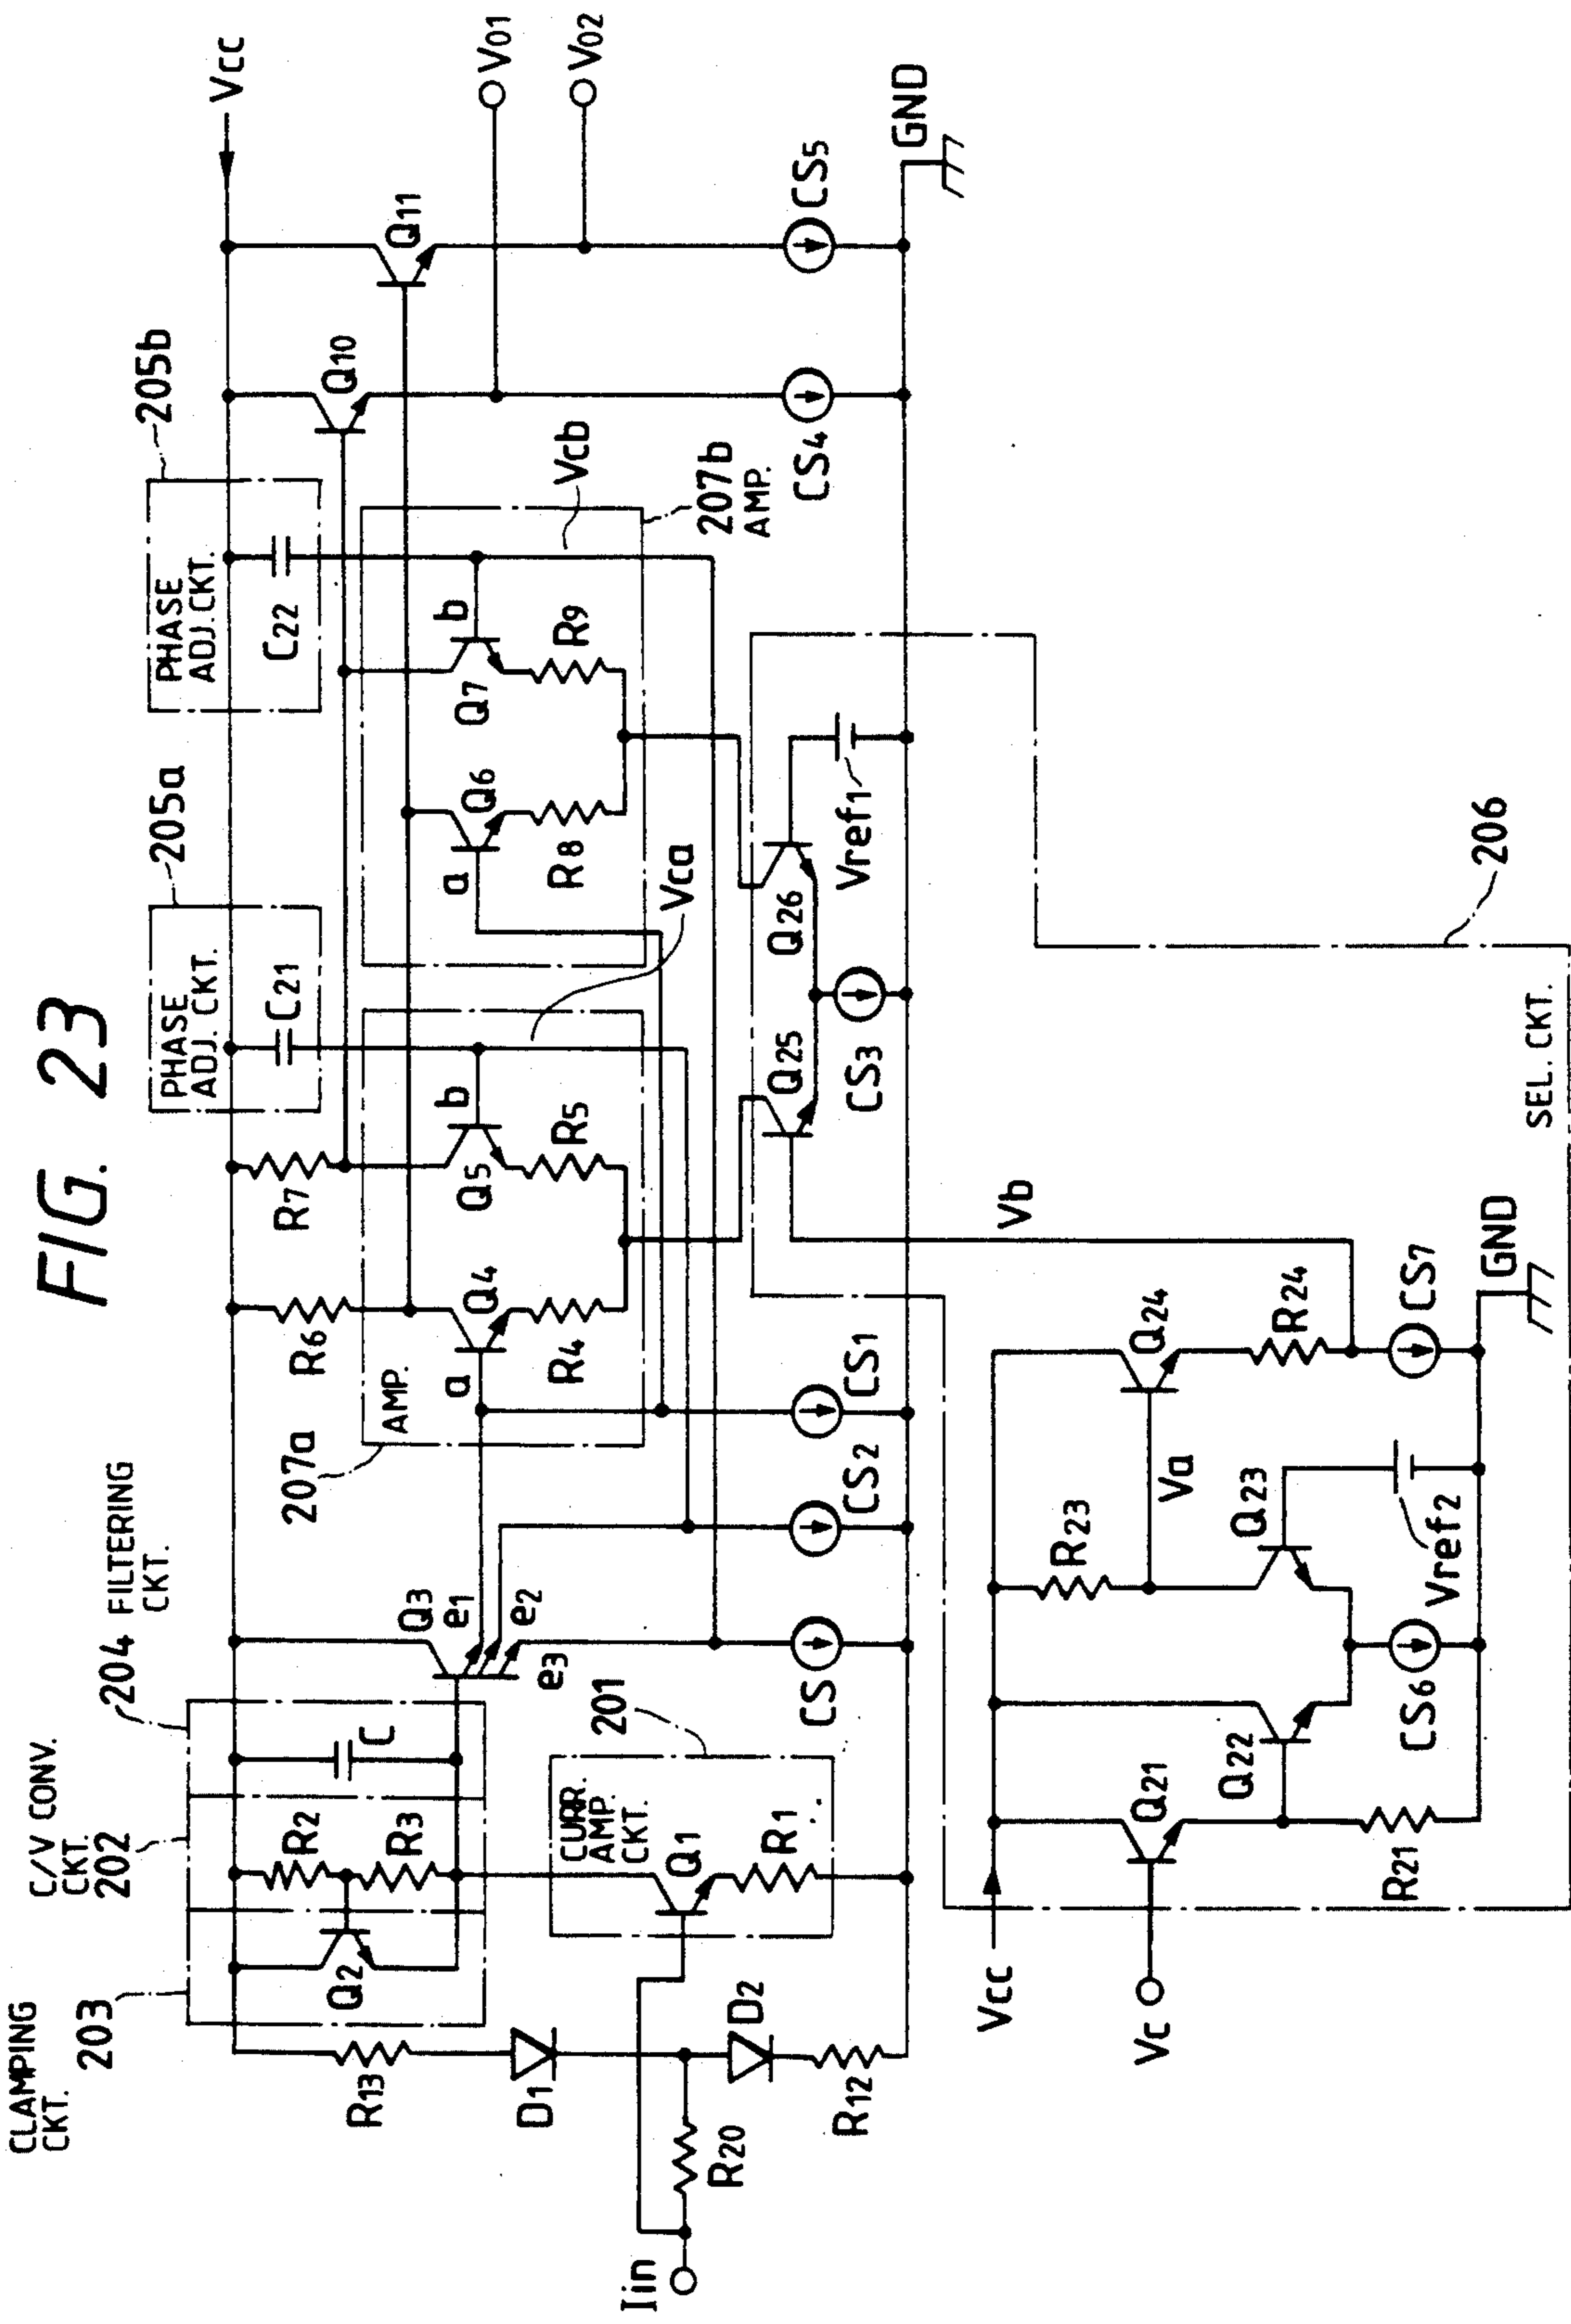 FIG. 23
CLAMPING
CKT.
203
C/V CONV.
CKT.
202
204 FILTERING
CKT.
207a
AMP.
PHASE
ADJ. CKT.
205a
PHASE
ADJ.CKT.
205b
Vcc
R13
D1
R20
Iin
D2
R12
Q2
R2
R3
C
CURR.
AMP.
CKT.
201
Q1
R1
Q3
e1
e2
e3
CS
CS2
CS1
R6
R7
a
Q4
R4
b
Q5
R5
C21
Vca
a
Q6
R8
b
Q7
R9
C22
Vcb
207b
AMP.
Q10
Q11
V01
V02
CS4
CS5
GND
Q25
Q26
CS3
Vref1
206
SEL.CKT.
Vb
Vcc
Vc
Q21
R21
Q22
CS6
R23
Va
Q23
Vref2
Q24
R24
CS7
GND